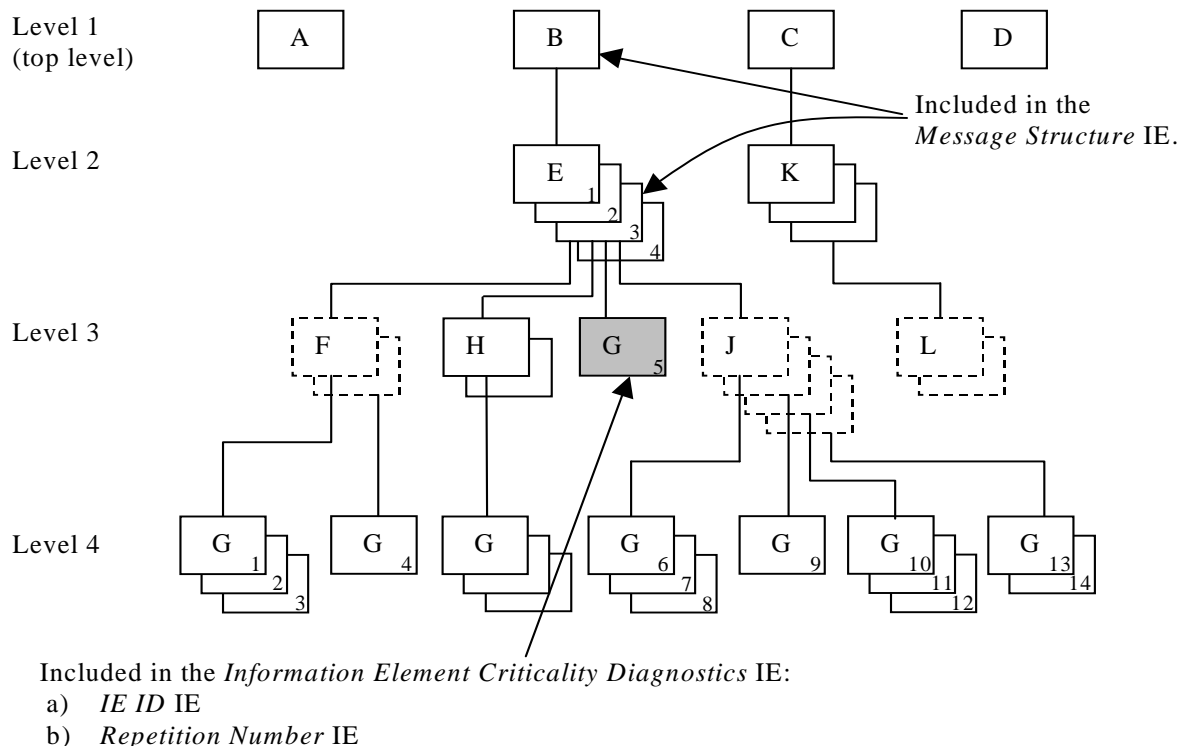 Level 1
(top level)
A
B
C
D
Included in the
Message Structure IE.
Level 2
E
1
2
3
4
K
Level 3
F
H
G
5
J
L
Level 4
G
1
2
3
G
4
G
G
6
7
8
G
9
G
10
11
12
G
13
14
Included in the Information Element Criticality Diagnostics IE:
a) IE ID IE
b) Repetition Number IE